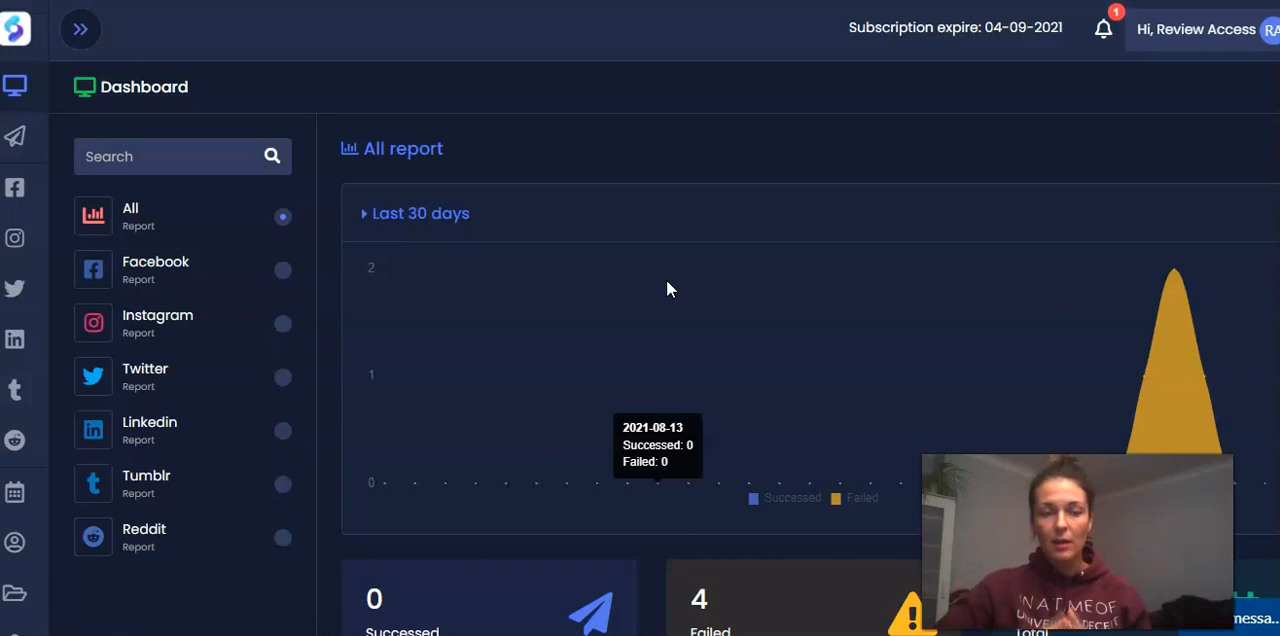 Subscription expire: 04-09-2021
1
Hi, Review Access
RA
Dashboard
Search
All
Report
Facebook
Report
Instagram
Report
Twitter
Report
Linkedin
Report
Tumblr
Report
Reddit
Report
All report
Last 30 days
2
1
0
2021-08-13
Successed: 0
Failed: 0
Successed
Failed
0
Successed
4
Failed
Total
messa..